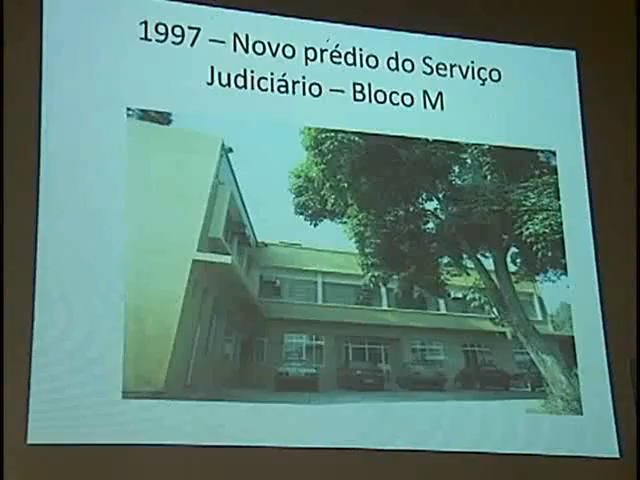 1997 – Novo prédio do Serviço
Judiciário – Bloco M